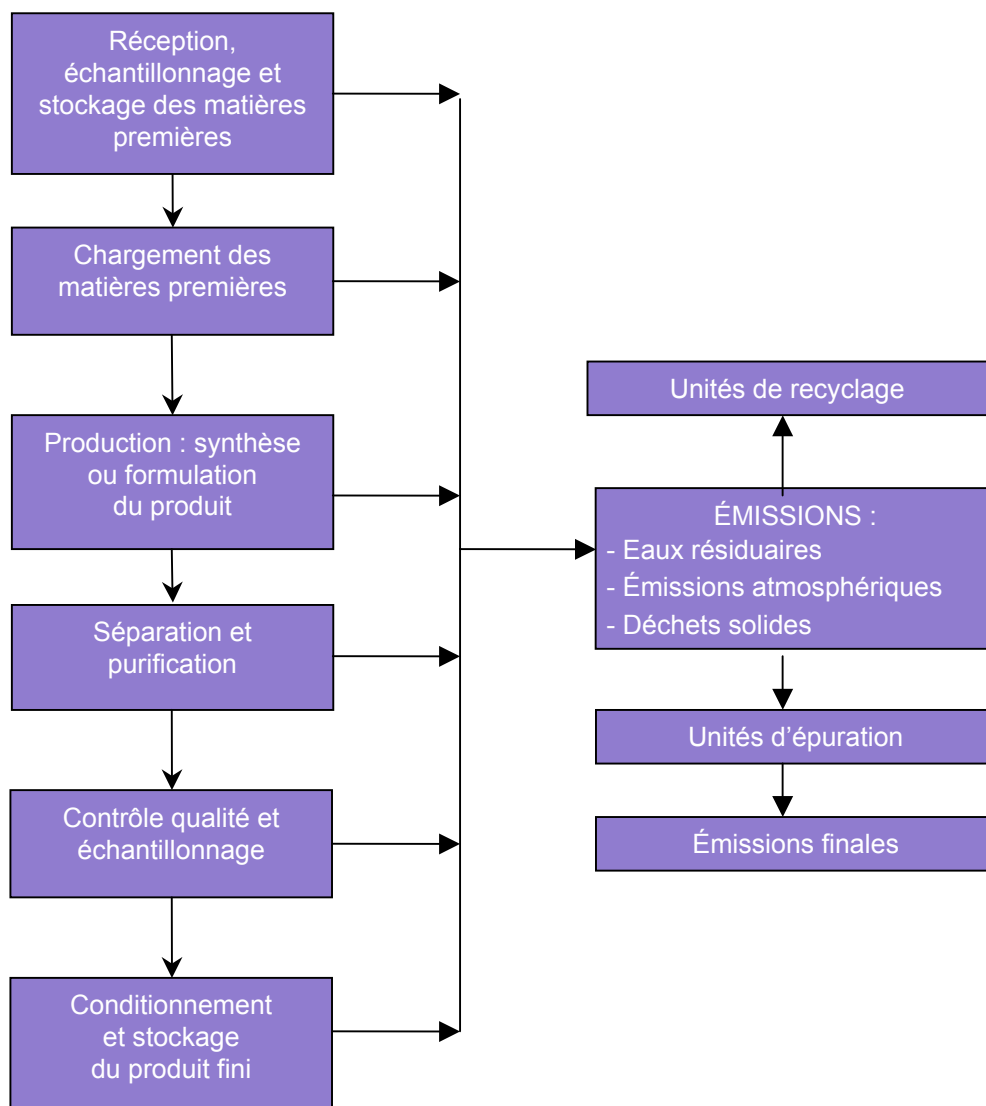 Réception,
échantillonnage et
stockage des matières
premières
Chargement des
matières premières
Production : synthèse
ou formulation
du produit
Séparation et
purification
Contrôle qualité et
échantillonnage
Conditionnement
et stockage
du produit fini
Unités de recyclage
ÉMISSIONS :
- Eaux résiduaires
- Émissions atmosphériques
- Déchets solides
Unités d’épuration
Émissions finales